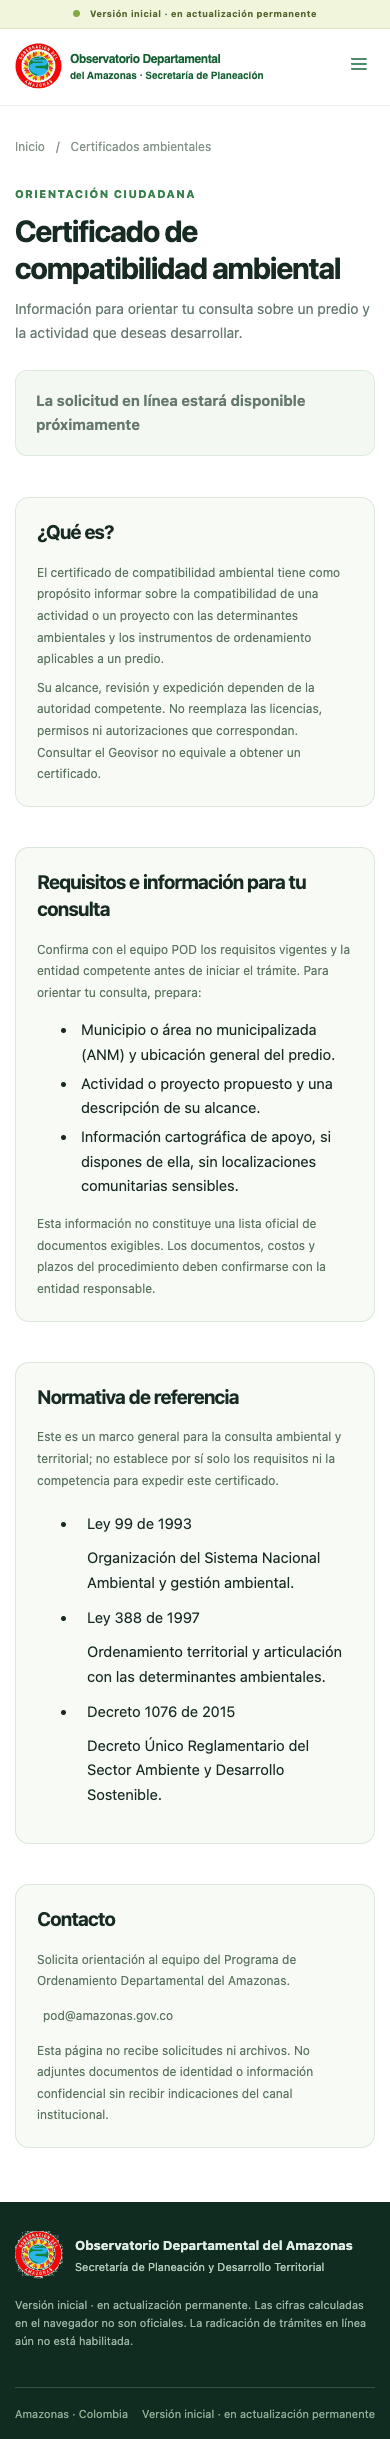 Versión inicial · en actualización permanente
Observatorio Departamental
del Amazonas · Secretaría de Planeación
Inicio / Certificados ambientales
ORIENTACIÓN CIUDADANA
Certificado de
compatibilidad ambiental
Información para orientar tu consulta sobre un predio y
la actividad que deseas desarrollar.
La solicitud en línea estará disponible
próximamente
¿Qué es?
El certificado de compatibilidad ambiental tiene como
propósito informar sobre la compatibilidad de una
actividad o un proyecto con las determinantes
ambientales y los instrumentos de ordenamiento
aplicables a un predio.
Su alcance, revisión y expedición dependen de la
autoridad competente. No reemplaza las licencias,
permisos ni autorizaciones que correspondan.
Consultar el Geovisor no equivale a obtener un
certificado.
Requisitos e información para tu
consulta
Confirma con el equipo POD los requisitos vigentes y la
entidad competente antes de iniciar el trámite. Para
orientar tu consulta, prepara:
• Municipio o área no municipalizada
(ANM) y ubicación general del predio.
• Actividad o proyecto propuesto y una
descripción de su alcance.
• Información cartográfica de apoyo, si
dispones de ella, sin localizaciones
comunitarias sensibles.
Esta información no constituye una lista oficial de
documentos exigibles. Los documentos, costos y
plazos del procedimiento deben confirmarse con la
entidad responsable.
Normativa de referencia
Este es un marco general para la consulta ambiental y
territorial; no establece por sí solo los requisitos ni la
competencia para expedir este certificado.
• Ley 99 de 1993
Organización del Sistema Nacional
Ambiental y gestión ambiental.
• Ley 388 de 1997
Ordenamiento territorial y articulación
con las determinantes ambientales.
• Decreto 1076 de 2015
Decreto Único Reglamentario del
Sector Ambiente y Desarrollo
Sostenible.
Contacto
Solicita orientación al equipo del Programa de
Ordenamiento Departamental del Amazonas.
pod@amazonas.gov.co
Esta página no recibe solicitudes ni archivos. No
adjuntes documentos de identidad o información
confidencial sin recibir indicaciones del canal
institucional.
Observatorio Departamental del Amazonas
Secretaría de Planeación y Desarrollo Territorial
Versión inicial · en actualización permanente. Las cifras calculadas
en el navegador no son oficiales. La radicación de trámites en línea
aún no está habilitada.
Amazonas · Colombia Versión inicial · en actualización permanente